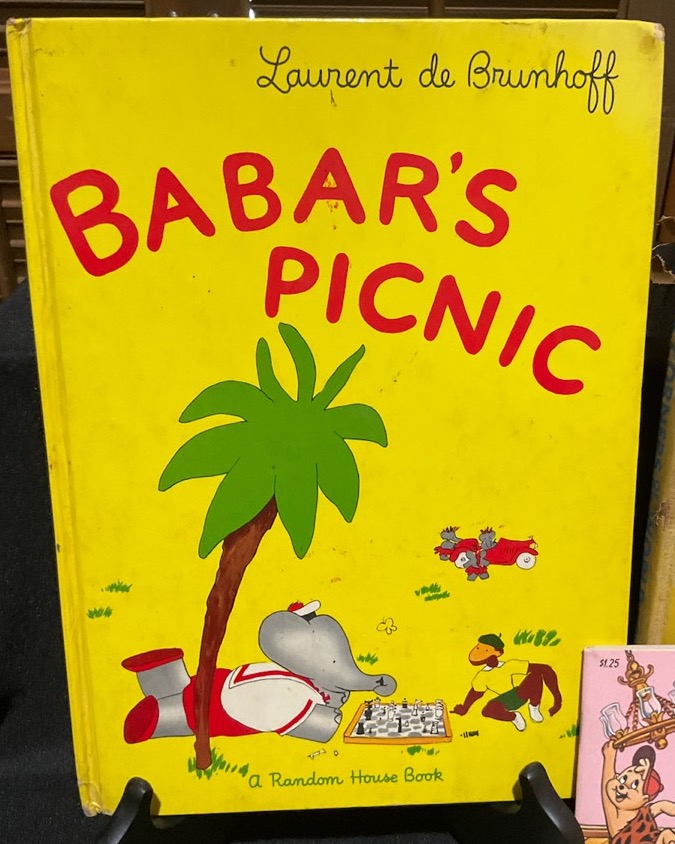 Laurent de Brunhoff
BABAR'S
PICNIC
A Random House Book
$1.25